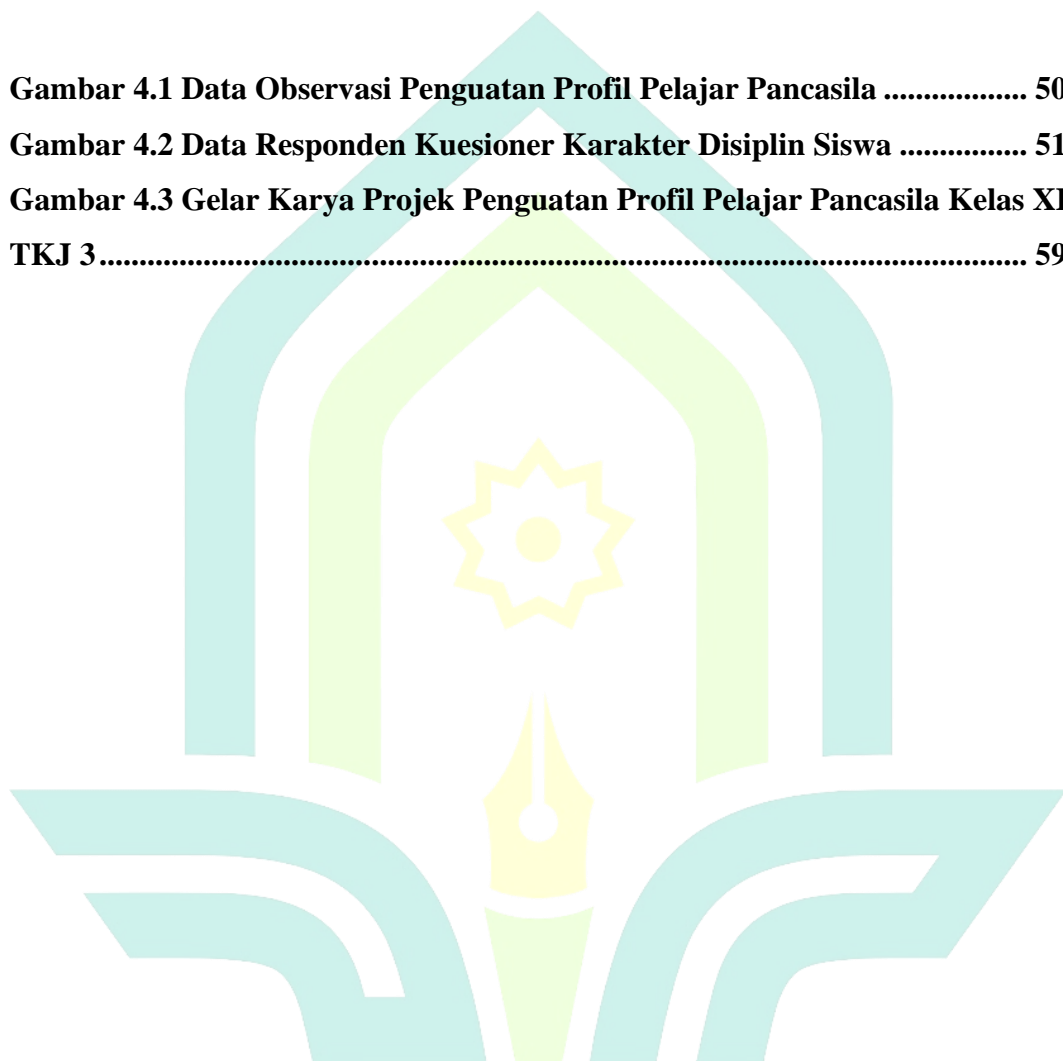 Gambar 4.1 Data Observasi Penguatan Profil Pelajar Pancasila .................. 50
Gambar 4.2 Data Responden Kuesioner Karakter Disiplin Siswa ................ 51
Gambar 4.3 Gelar Karya Projek Penguatan Profil Pelajar Pancasila Kelas XI
TKJ 3.................................................................................................................... 59